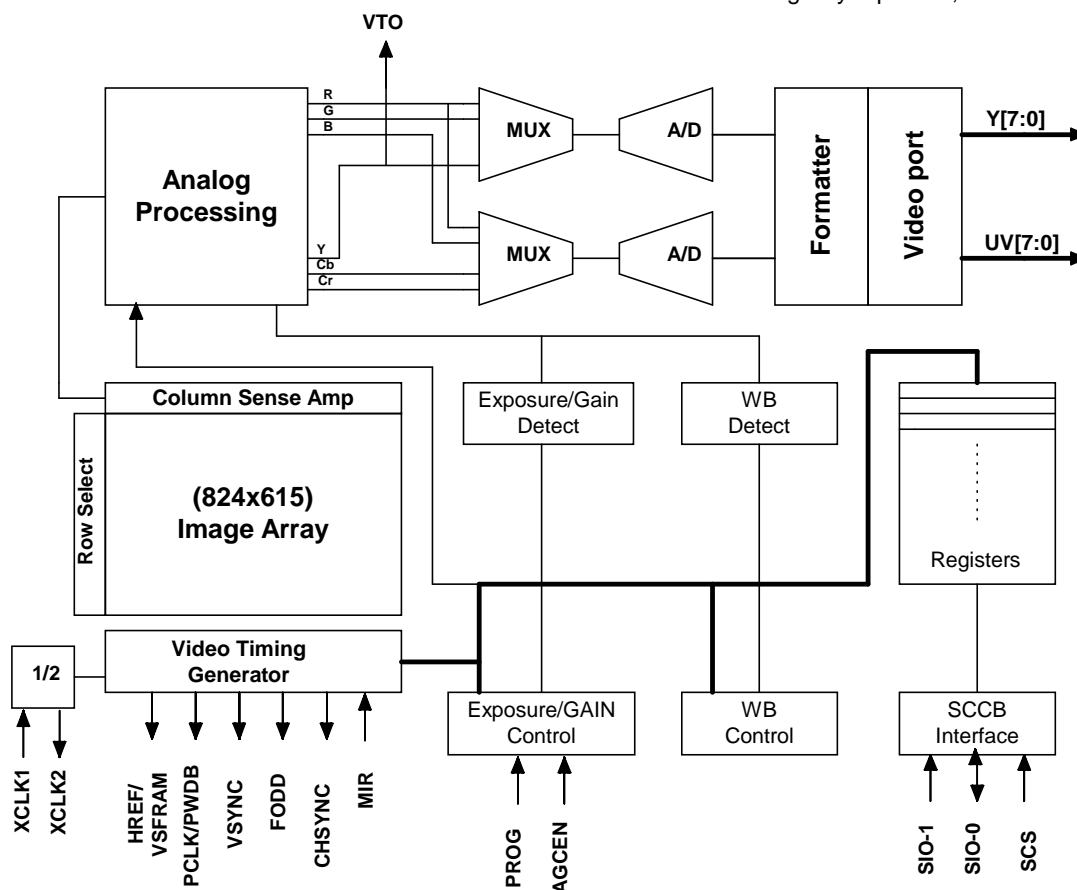 VTO
R
G
B
MUX
A/D
Y[7:0]
Analog
Processing
Formatter
Video port
Y
Cb
Cr
MUX
A/D
UV[7:0]
Column Sense Amp
Exposure/Gain
Detect
WB
Detect
Row Select
(824x615)
Image Array
Registers
1/2
Video Timing
Generator
Exposure/GAIN
Control
WB
Control
SCCB
Interface
XCLK1
XCLK2
HREF/
VSFRAM
PCLK/PWDB
VSYNC
FODD
CHSYNC
MIR
PROG
AGCEN
SIO-1
SIO-0
SCS